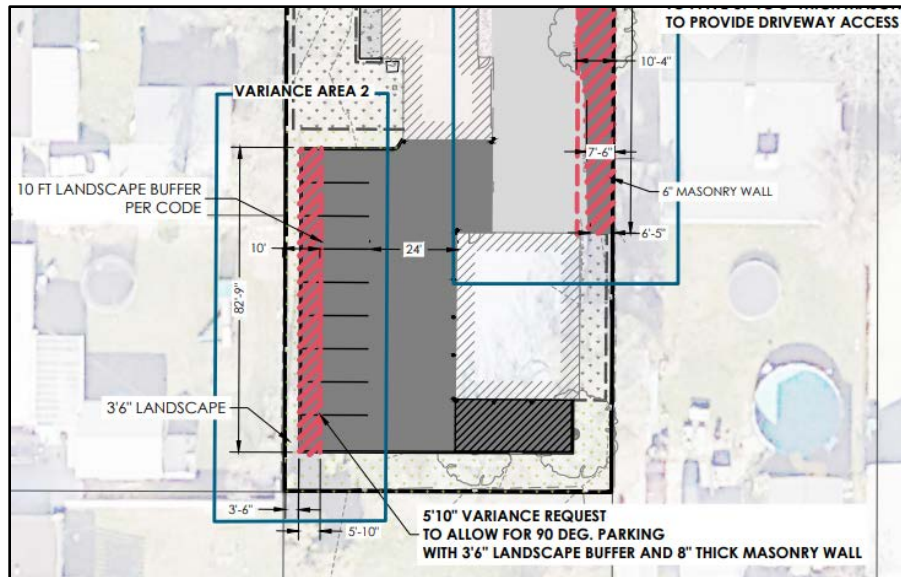 TO PROVIDE DRIVEWAY ACCESS
10'-4"
VARIANCE AREA 2
7'-6"
10 FT LANDSCAPE BUFFER
PER CODE
6" MASONRY WALL
10'
24'
6'-5"
82'-9"
3'6" LANDSCAPE
3'-6"
5'-10"
5'10" VARIANCE REQUEST
TO ALLOW FOR 90 DEG. PARKING
WITH 3'6" LANDSCAPE BUFFER AND 8" THICK MASONRY WALL